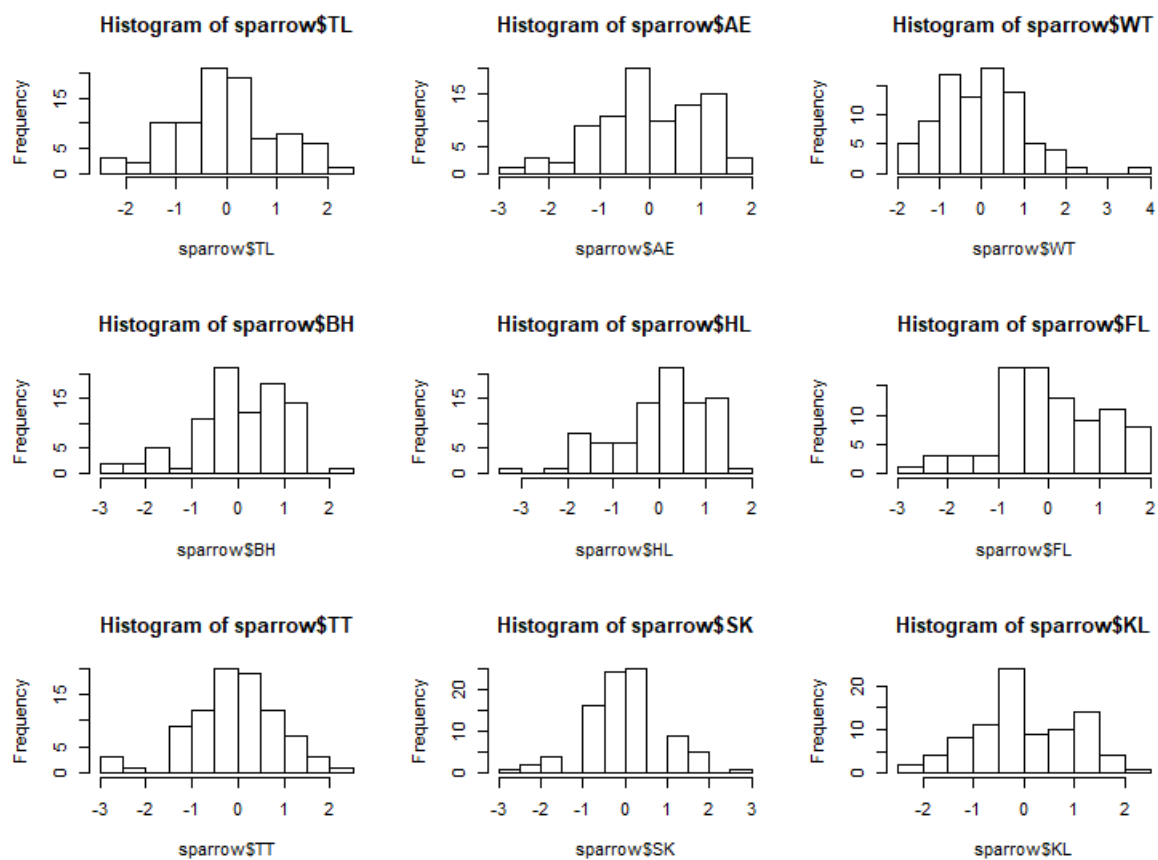 Histogram of sparrow$TL
Frequency
0 5 15
-2 -1 0 1 2
sparrow$TL
Histogram of sparrow$AE
Frequency
0 5 15
-3 -2 -1 0 1 2
sparrow$AE
Histogram of sparrow$WT
Frequency
0 5 10
-2 -1 0 1 2 3 4
sparrow$WT
Histogram of sparrow$BH
Frequency
0 5 15
-3 -2 -1 0 1 2
sparrow$BH
Histogram of sparrow$HL
Frequency
0 5 15
-3 -2 -1 0 1 2
sparrow$HL
Histogram of sparrow$FL
Frequency
0 5 10
-3 -2 -1 0 1 2
sparrow$FL
Histogram of sparrow$TT
Frequency
0 5 15
-3 -2 -1 0 1 2
sparrow$TT
Histogram of sparrow$SK
Frequency
0 10 20
-3 -2 -1 0 1 2 3
sparrow$SK
Histogram of sparrow$KL
Frequency
0 10 20
-2 -1 0 1 2
sparrow$KL